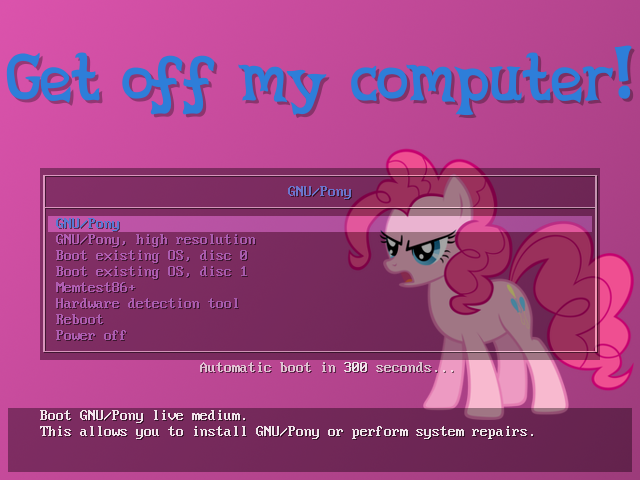 Get off my computer!
GNU/Pony
GNU/Pony
GNU/Pony, high resolution
Boot existing OS, disc 0
Boot existing OS, disc 1
Memtest86+
Hardware detection tool
Reboot
Power off
Automatic boot in 300 seconds...
Boot GNU/Pony live medium.
This allows you to install GNU/Pony or perform system repairs.